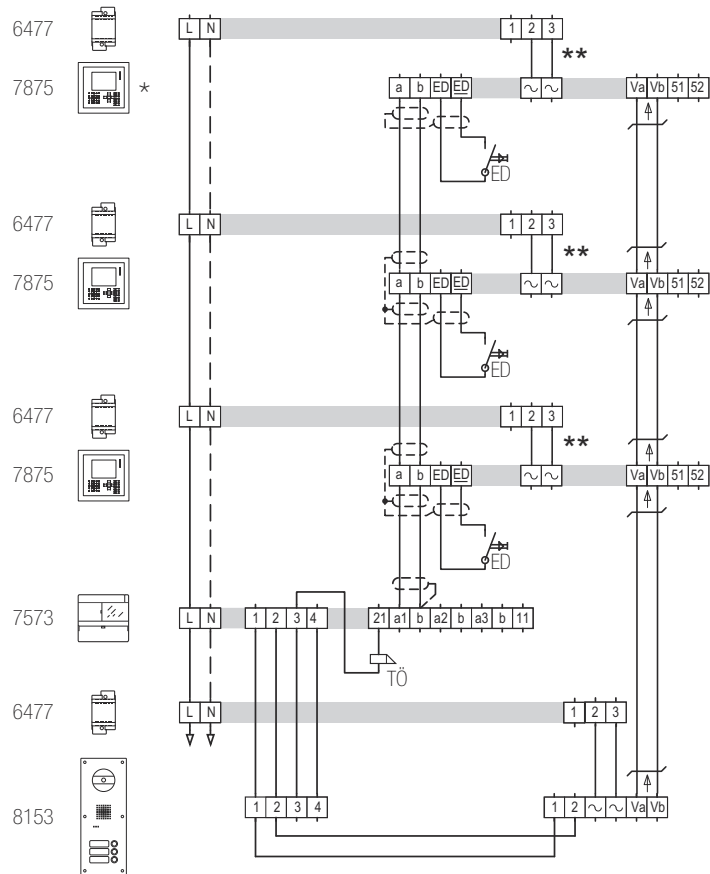 6477 L N 1 2 3
**
7875 * a b ED ED ~ ~ Va Vb 51 52
ED
6477 L N 1 2 3
**
7875 a b ED ED ~ ~ Va Vb 51 52
ED
6477 L N 1 2 3
**
7875 a b ED ED ~ ~ Va Vb 51 52
ED
7573 L N 1 2 3 4 21 a1 b a2 b a3 b 11
TÖ
6477 L N 1 2 3
8153 1 2 3 4 1 2 ~ ~ Va Vb